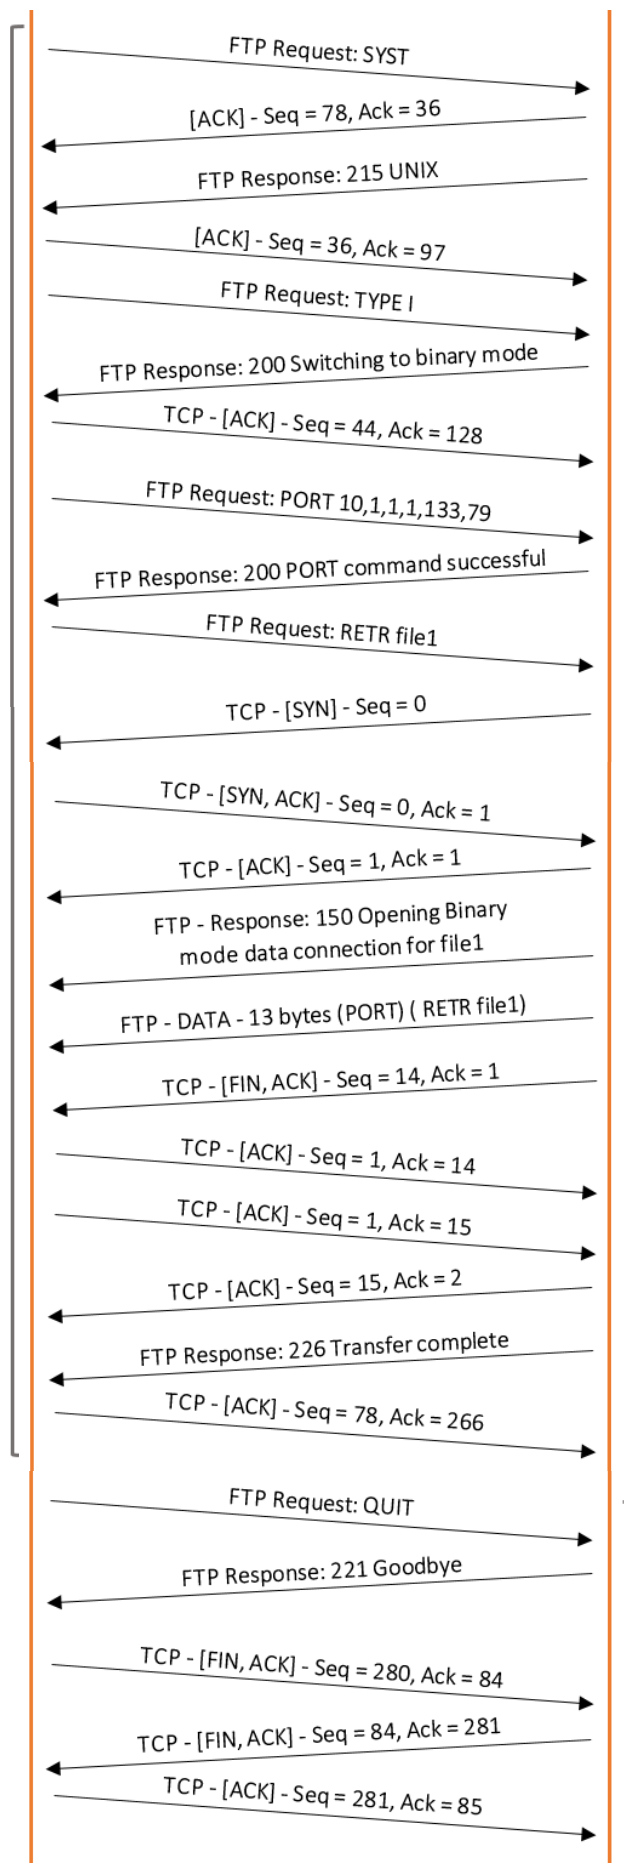 FTP Request: SYST
[ACK] - Seq = 78, Ack = 36
FTP Response: 215 UNIX
[ACK] - Seq = 36, Ack = 97
FTP Request: TYPE I
FTP Response: 200 Switching to binary mode
TCP - [ACK] - Seq = 44, Ack = 128
FTP Request: PORT 10,1,1,1,133,79
FTP Response: 200 PORT command successful
FTP Request: RETR file1
TCP - [SYN] - Seq = 0
TCP - [SYN, ACK] - Seq = 0, Ack = 1
TCP - [ACK] - Seq = 1, Ack = 1
FTP - Response: 150 Opening Binary
mode data connection for file1
FTP - DATA - 13 bytes (PORT) ( RETR file1)
TCP - [FIN, ACK] - Seq = 14, Ack = 1
TCP - [ACK] - Seq = 1, Ack = 14
TCP - [ACK] - Seq = 1, Ack = 15
TCP - [ACK] - Seq = 15, Ack = 2
FTP Response: 226 Transfer complete
TCP - [ACK] - Seq = 78, Ack = 266
FTP Request: QUIT
FTP Response: 221 Goodbye
TCP - [FIN, ACK] - Seq = 280, Ack = 84
TCP - [FIN, ACK] - Seq = 84, Ack = 281
TCP - [ACK] - Seq = 281, Ack = 85